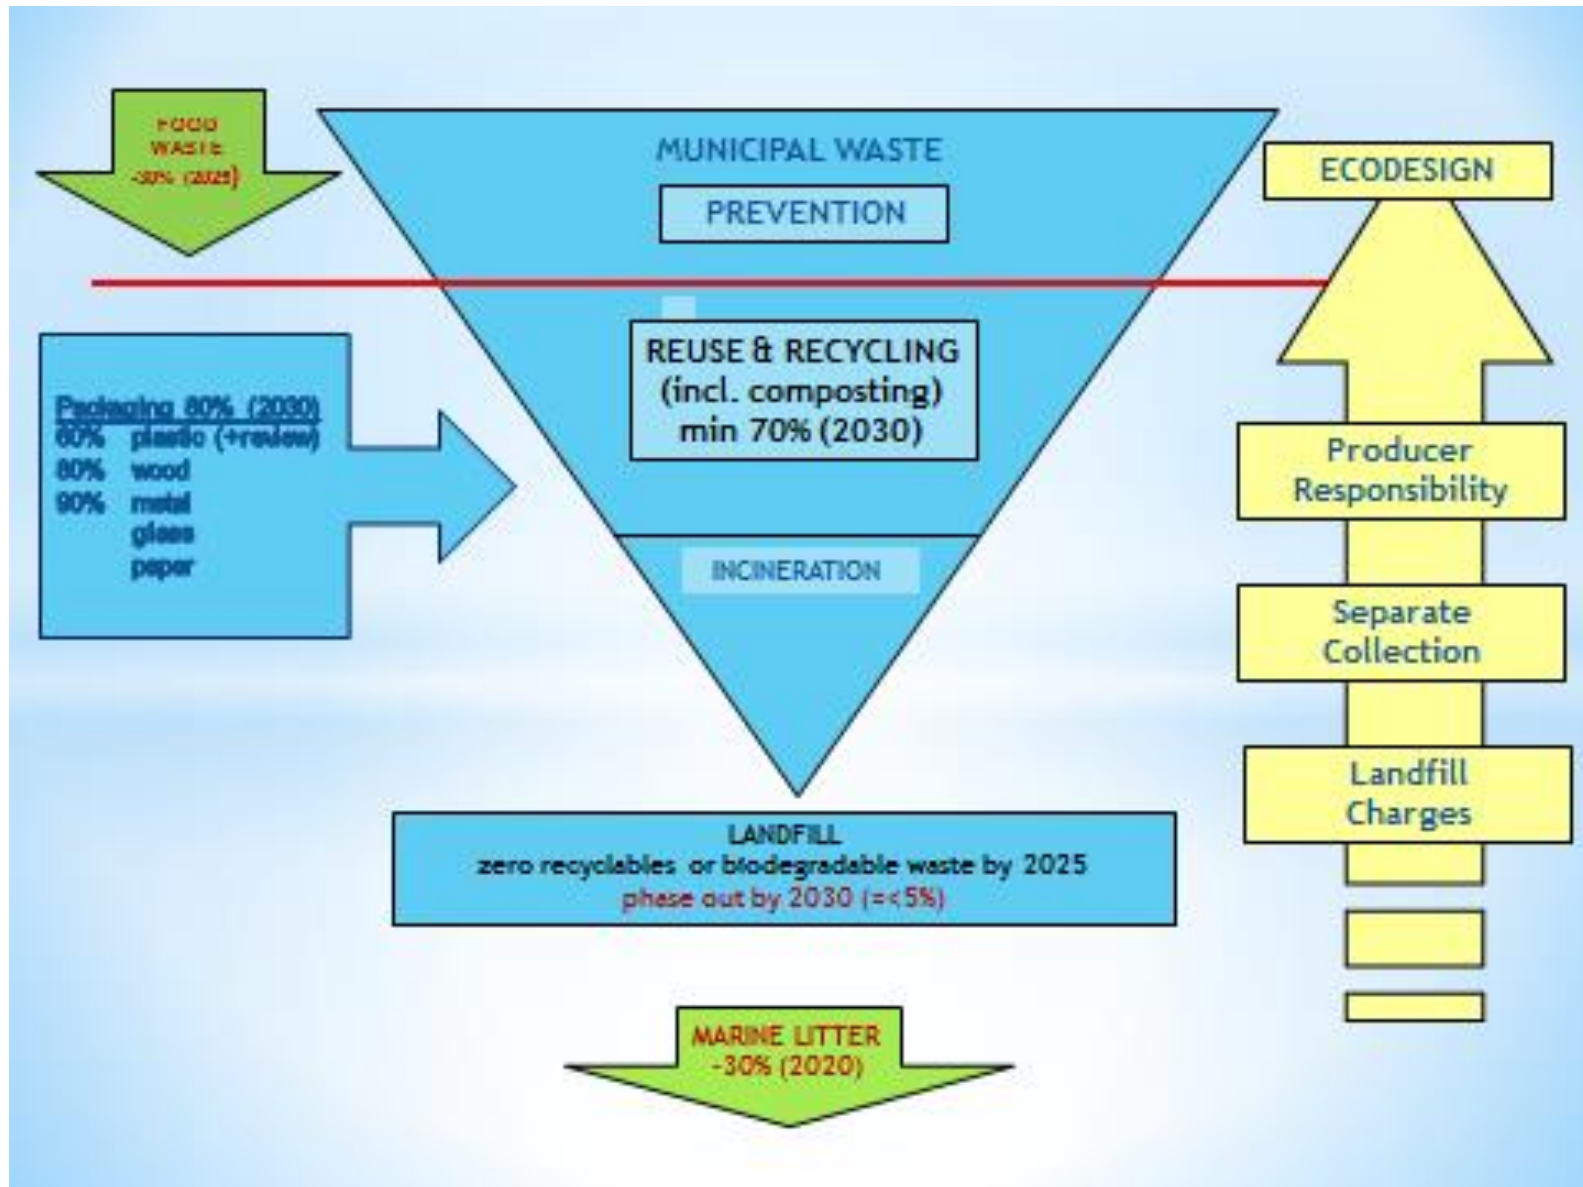 FOOD
WASTE
-30% (2025)
MUNICIPAL WASTE
PREVENTION
ECODESIGN
Packaging 80% (2030)
60% plastic (+review)
80% wood
90% metal
glass
paper
REUSE & RECYCLING
(incl. composting)
min 70% (2030)
INCINERATION
Producer
Responsibility
Separate
Collection
Landfill
Charges
LANDFILL
zero recyclables or biodegradable waste by 2025
phase out by 2030 (=<5%)
MARINE LITTER
-30% (2020)